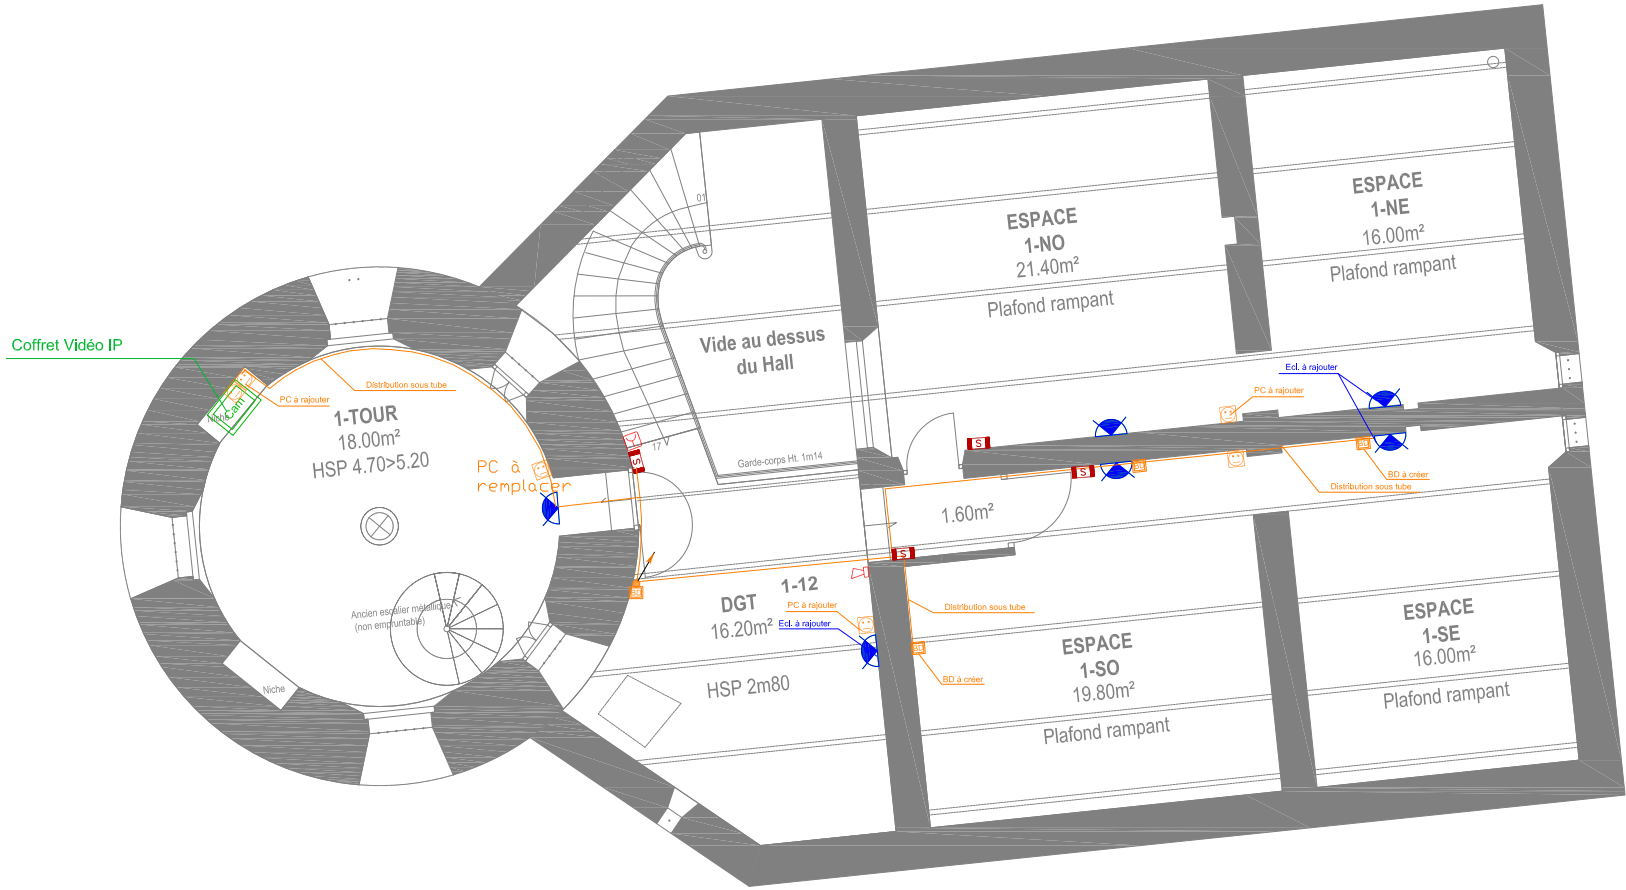 01
ESPACE
1-NE
16.00m²
Plafond rampant
ESPACE
1-NO
21.40m²
Plafond rampant
Vide au dessus
du Hall
Coffret Vidéo IP
Ecl. à rajouter
Distribution sous tube
PC à rajouter
PC à rajouter
Cam
Niche
1-TOUR
18.00m²
HSP 4.70>5.20
17
S
S
S
S
Garde-corps Ht. 1m14
PC à
remplacer
BD à créer
Distribution sous tube
1.60m²
DGT
1-12
16.20m²
PC à rajouter
Ecl. à rajouter
HSP 2m80
Distribution sous tube
BD à créer
Ancien escalier métallique
(non empruntable)
Niche
ESPACE
1-SO
19.80m²
Plafond rampant
ESPACE
1-SE
16.00m²
Plafond rampant